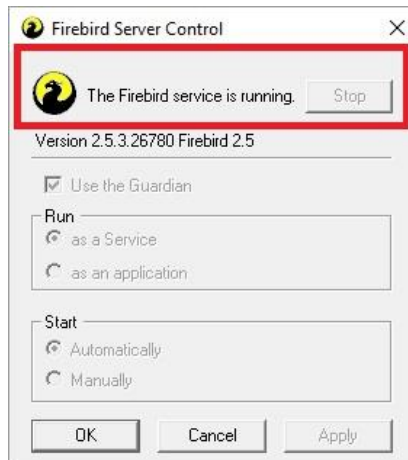 Firebird Server Control
The Firebird service is running. Stop
Version 2.5.3.26780 Firebird 2.5
Use the Guardian
Run
as a Service
as an application
Start
Automatically
Manually
OK Cancel Apply